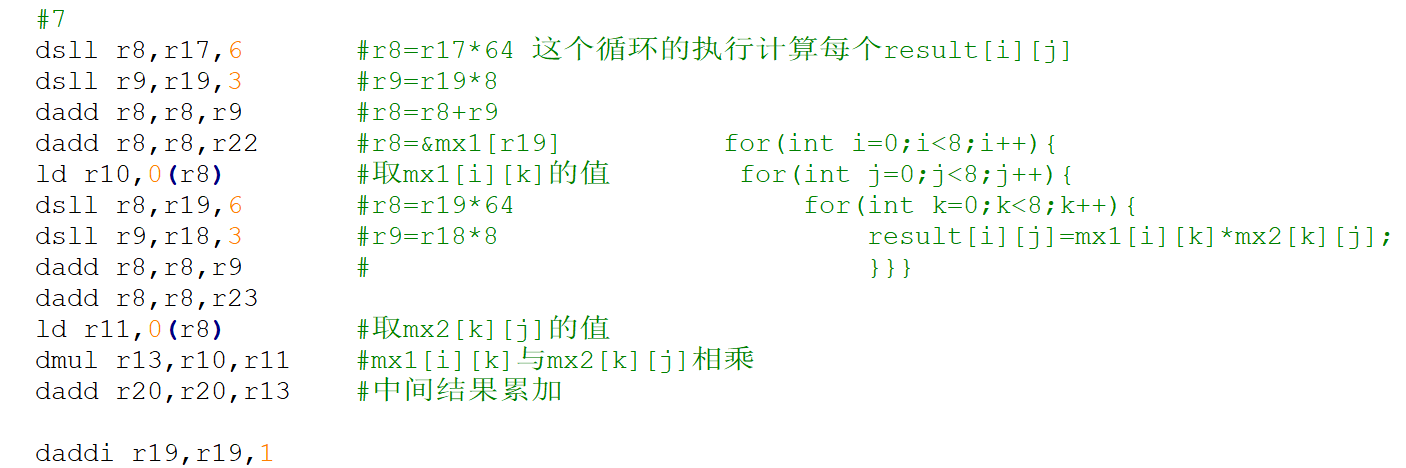 #7
dsll r8,r17,6 #r8=r17*64 这个循环的执行计算每个result[i][j]
dsll r9,r19,3 #r9=r19*8
dadd r8,r8,r9 #r8=r8+r9
dadd r8,r8,r22 #r8=&mx1[r19] for(int i=0;i<8;i++){
ld r10,0(r8) #取mx1[i][k]的值 for(int j=0;j<8;j++){
dsll r8,r19,6 #r8=r19*64 for(int k=0;k<8;k++){
dsll r9,r18,3 #r9=r18*8 result[i][j]=mx1[i][k]*mx2[k][j];
dadd r8,r8,r9 # }}}
dadd r8,r8,r23
ld r11,0(r8) #取mx2[k][j]的值
dmul r13,r10,r11 #mx1[i][k]与mx2[k][j]相乘
dadd r20,r20,r13 #中间结果累加
daddi r19,r19,1